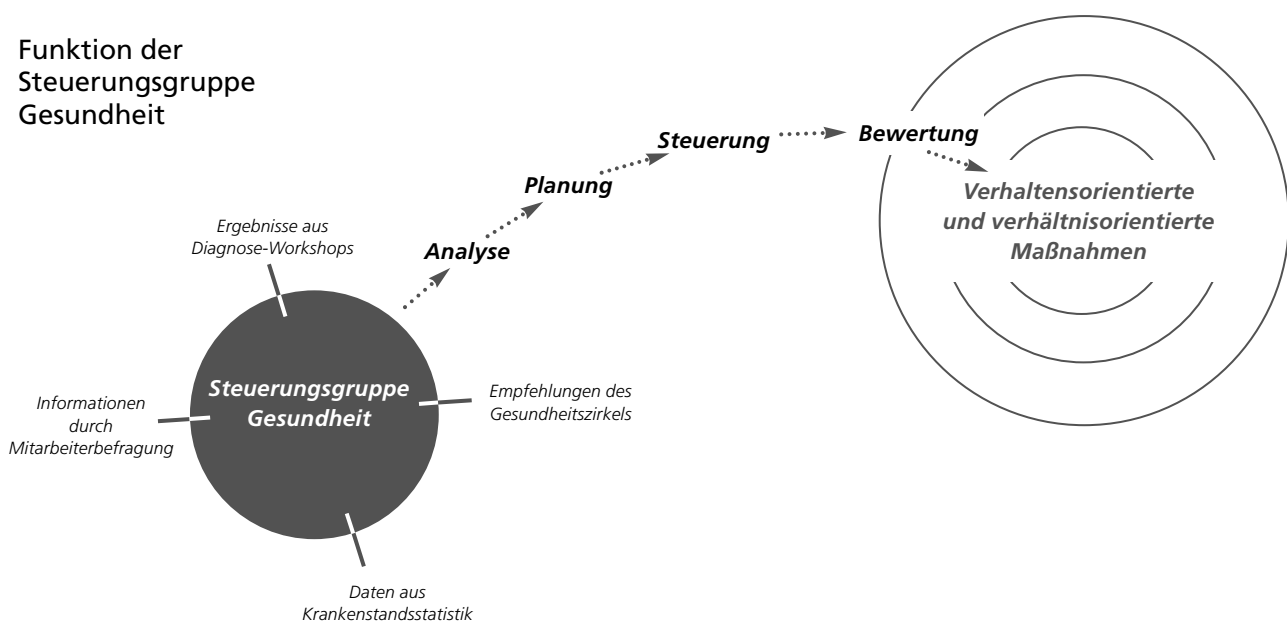 Funktion der
Steuerungsgruppe
Gesundheit
Steuerung
Bewertung
Planung
Verhaltensorientierte
und verhältnisorientierte
Maßnahmen
Ergebnisse aus
Diagnose-Workshops
Analyse
Steuerungsgruppe
Gesundheit
Informationen
durch
Mitarbeiterbefragung
Empfehlungen des
Gesundheitszirkels
Daten aus
Krankenstandsstatistik